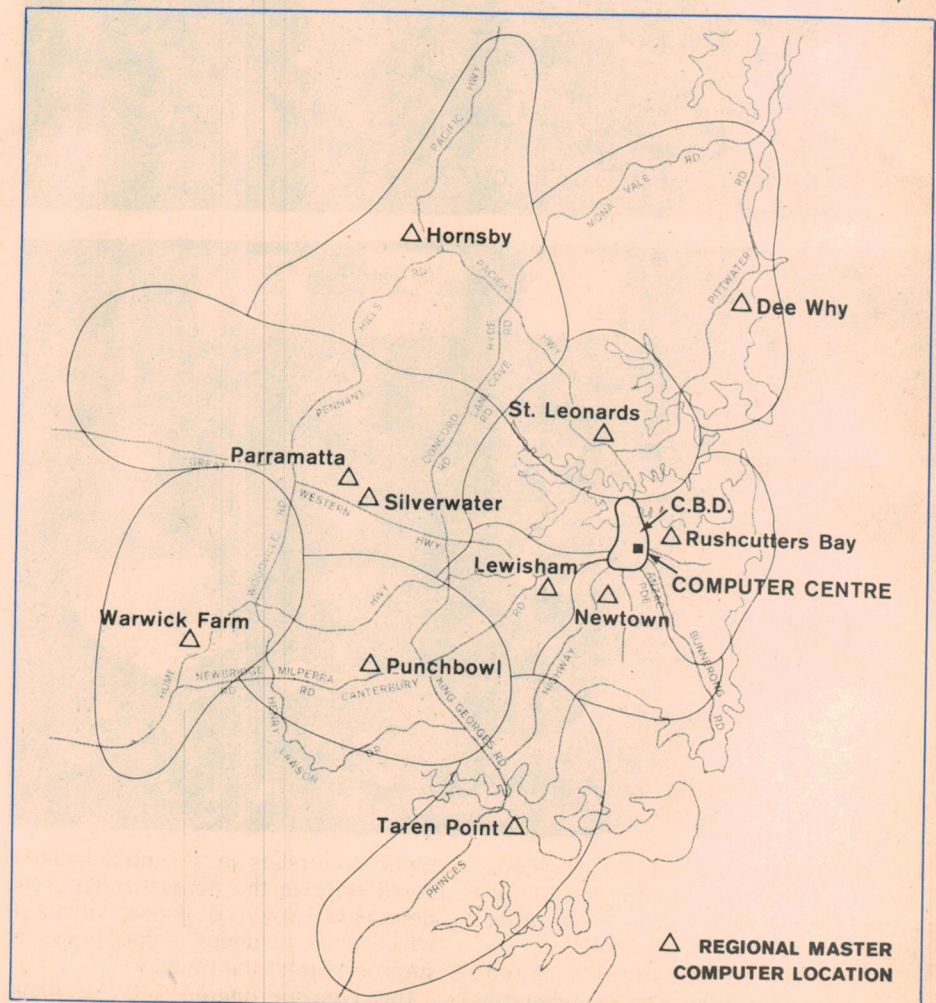 PACIFIC HWY
MONA VALE RD
RD
Hornsby
PENNANT HILLS RD
PACIFIC HWY
PITTWATER
Dee Why
LANE COVE RD
RYDE RD
St. Leonards
CONCORD RD
Parramatta
GREAT WESTERN HWY
Silverwater
C.B.D.
Rushcutters Bay
WOODVILLE RD
Lewisham
COMPUTER CENTRE
HWY
RD
ANZAC PDE
Newtown
Warwick Farm
BUNNERONG RD
HUME
NEWBRIDGE RD
MILPERRA RD
Punchbowl
CANTERBURY
HIGHWAY
KING GEORGES RD
HENRY LAWSON DR
Taren Point
PRINCES
REGIONAL MASTER
COMPUTER LOCATION